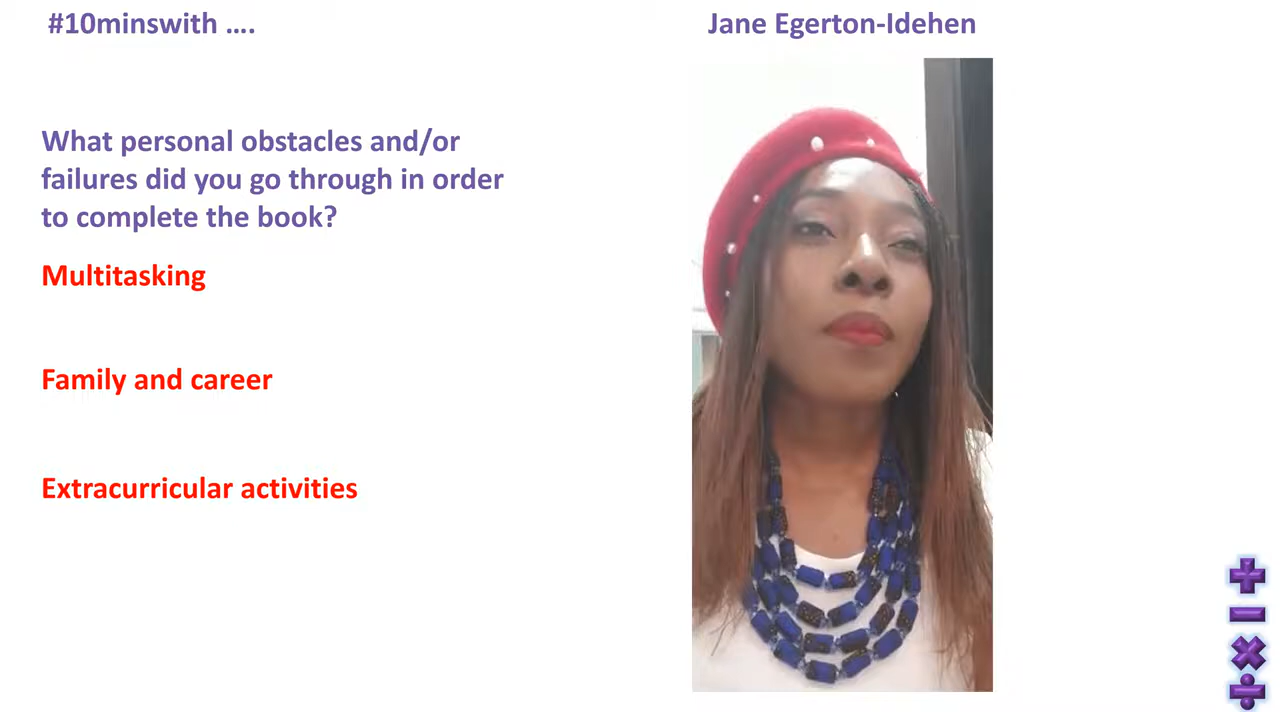 #10minswith ....
Jane Egerton-Idehen
What personal obstacles and/or
failures did you go through in order
to complete the book?
Multitasking
Family and career
Extracurricular activities